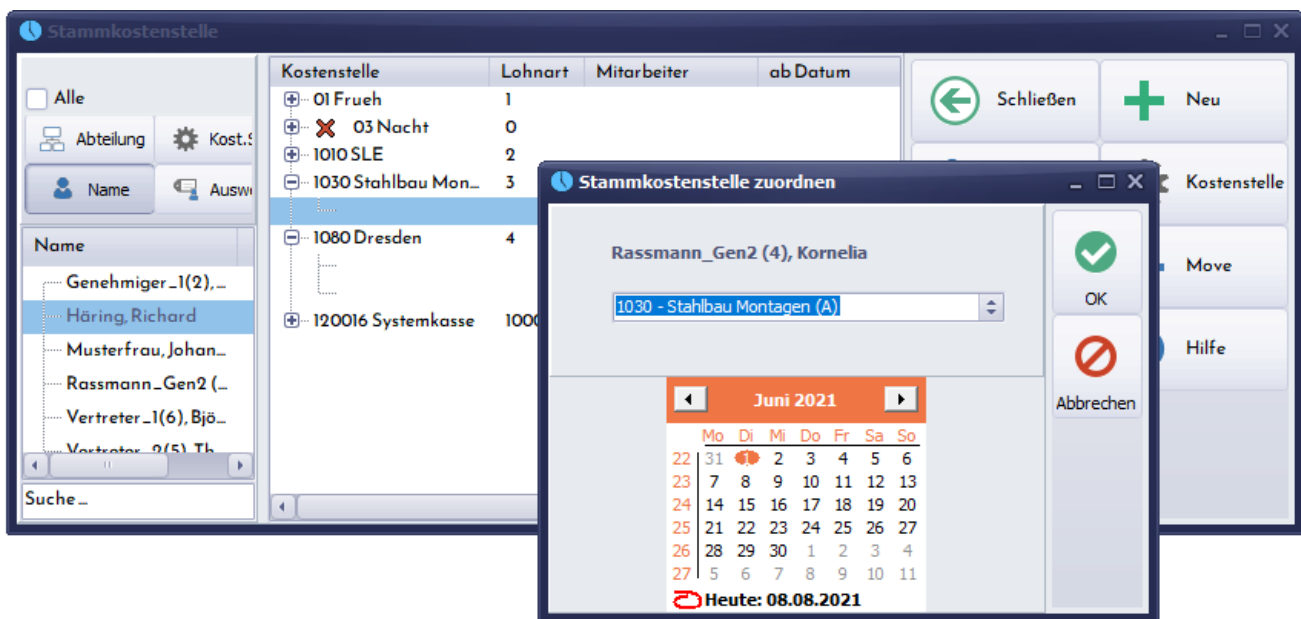 Stammkostenstelle
Alle
Abteilung
Kost.S
Name
Ausw
Name
Genehmiger_1(2),...
Häring, Richard
Musterfrau, Johan...
Rassmann_Gen2 (...
Vertreter_1(6), Bjö...
Vertreter_2(5), Th
Suche...
Kostenstelle Lohnart Mitarbeiter ab Datum
01 Frueh 1
03 Nacht 0
1010 SLE 2
1030 Stahlbau Mon... 3
1080 Dresden 4
120016 Systemkasse 1000
Schließen
Neu
Kostenstelle
Move
Hilfe
Stammkostenstelle zuordnen
Rassmann_Gen2 (4), Kornelia
1030 - Stahlbau Montagen (A)
OK
Abbrechen
Juni 2021
Mo Di Mi Do Fr Sa So
22 31 1 2 3 4 5 6
23 7 8 9 10 11 12 13
24 14 15 16 17 18 19 20
25 21 22 23 24 25 26 27
26 28 29 30 1 2 3 4
27 5 6 7 8 9 10 11
Heute: 08.08.2021